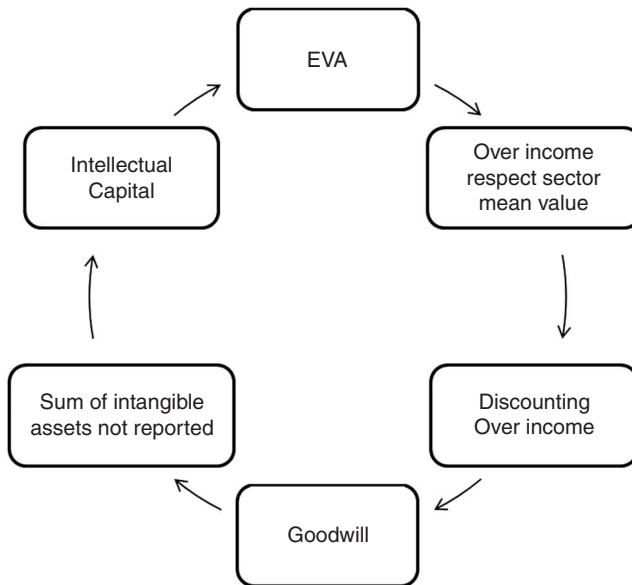 EVA
Intellectual
Capital
Over income
respect sector
mean value
Sum of intangible
assets not reported
Discounting
Over income
Goodwill